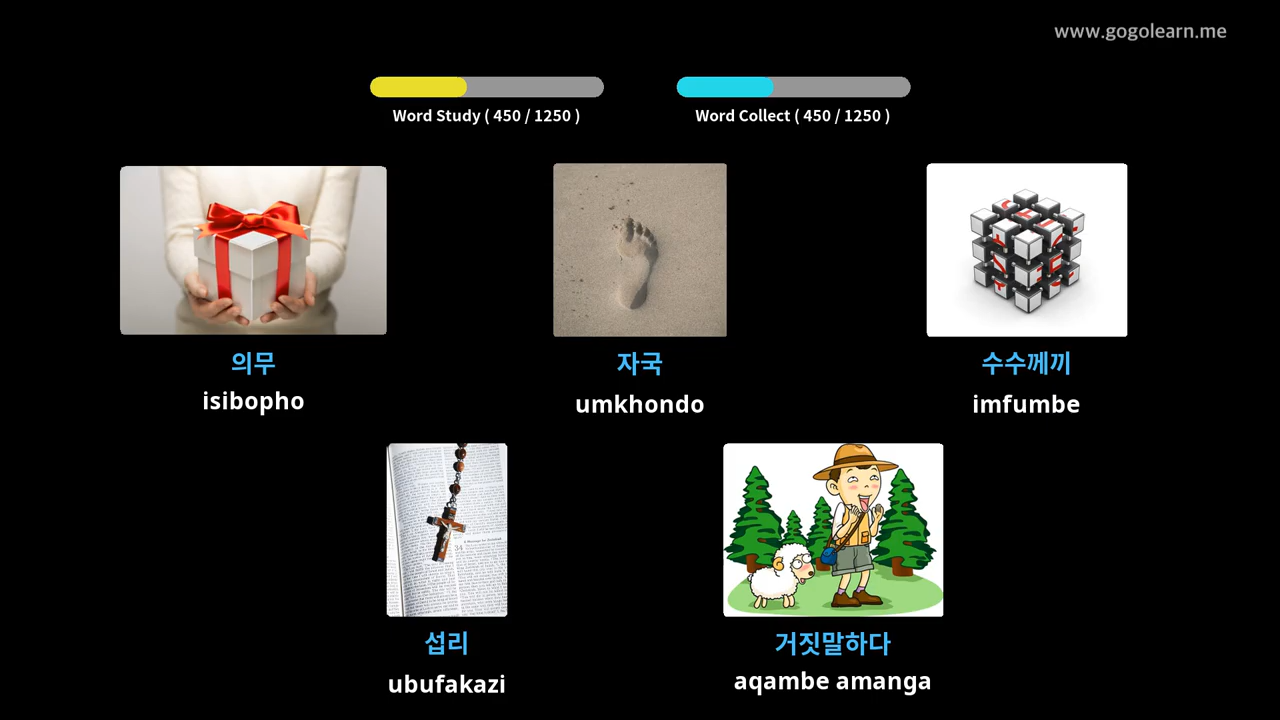 www.gogolearn.me
Word Study ( 450 / 1250 )
Word Collect ( 450 / 1250 )
의무
isibopho
자국
umkhondo
수수께끼
imfumbe
섭리
ubufakazi
거짓말하다
aqambe amanga